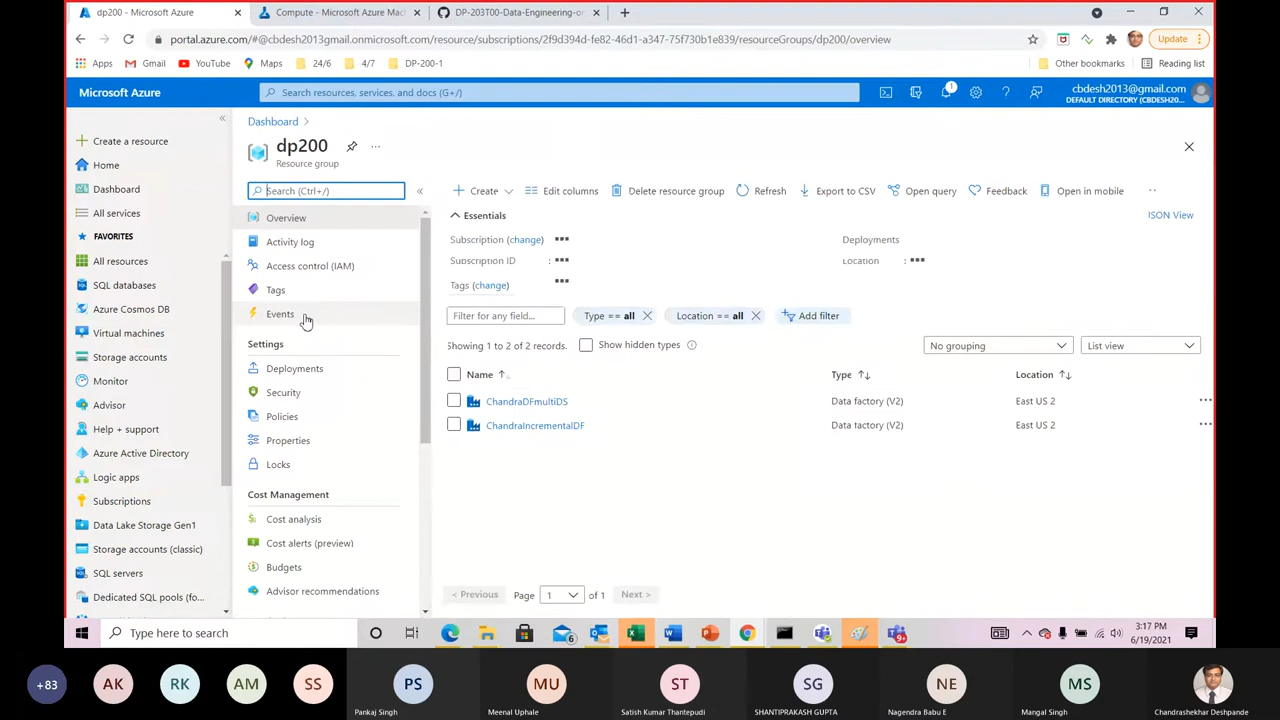 dp200 - Microsoft Azure
Compute - Microsoft Azure Mac
DP-203T00-Data-Engineering-o
portal.azure.com/#@cbdesh2013gmail.onmicrosoft.com/resource/subscriptions/2f9d394d-fe82-46d1-a347-75f730b1e839/resourceGroups/dp200/overview
Update
Apps
Gmail
YouTube
Maps
24/6
4/7
DP-200-1
Other bookmarks
Reading list
Microsoft Azure
Search resources, services, and docs (G+/)
1
cbdesh2013@gmail.com
DEFAULT DIRECTORY (CBDESH20...
Create a resource
Home
Dashboard
All services
FAVORITES
All resources
SQL databases
Azure Cosmos DB
Virtual machines
Storage accounts
Monitor
Advisor
Help + support
Azure Active Directory
Logic apps
Subscriptions
Data Lake Storage Gen1
Storage accounts (classic)
SQL servers
Dedicated SQL pools (fo...
Dashboard >
dp200
...
Resource group
Search (Ctrl+/)
Overview
Activity log
Access control (IAM)
Tags
Events
Settings
Deployments
Security
Policies
Properties
Locks
Cost Management
Cost analysis
Cost alerts (preview)
Budgets
Advisor recommendations
Create
Edit columns
Delete resource group
Refresh
Export to CSV
Open query
Feedback
Open in mobile
Essentials
JSON View
Subscription (change)
Deployments
Subscription ID :
Location :
Tags (change)
Filter for any field...
Type == all
Location == all
Add filter
Showing 1 to 2 of 2 records.
Show hidden types
No grouping
List view
Name
Type
Location
ChandraDFmultiDS
Data factory (V2)
East US 2
ChandraIncrementalDF
Data factory (V2)
East US 2
< Previous
Page
1
of 1
Next >
Type here to search
3:17 PM
6/19/2021
+83
AK
RK
AM
SS
PS
Pankaj Singh
MU
Meenal Uphale
ST
Satish Kumar Thantepudi
SG
SHANTIPRAKASH GUPTA
NE
Nagendra Babu E
MS
Mangal Singh
Chandrashekhar Deshpande